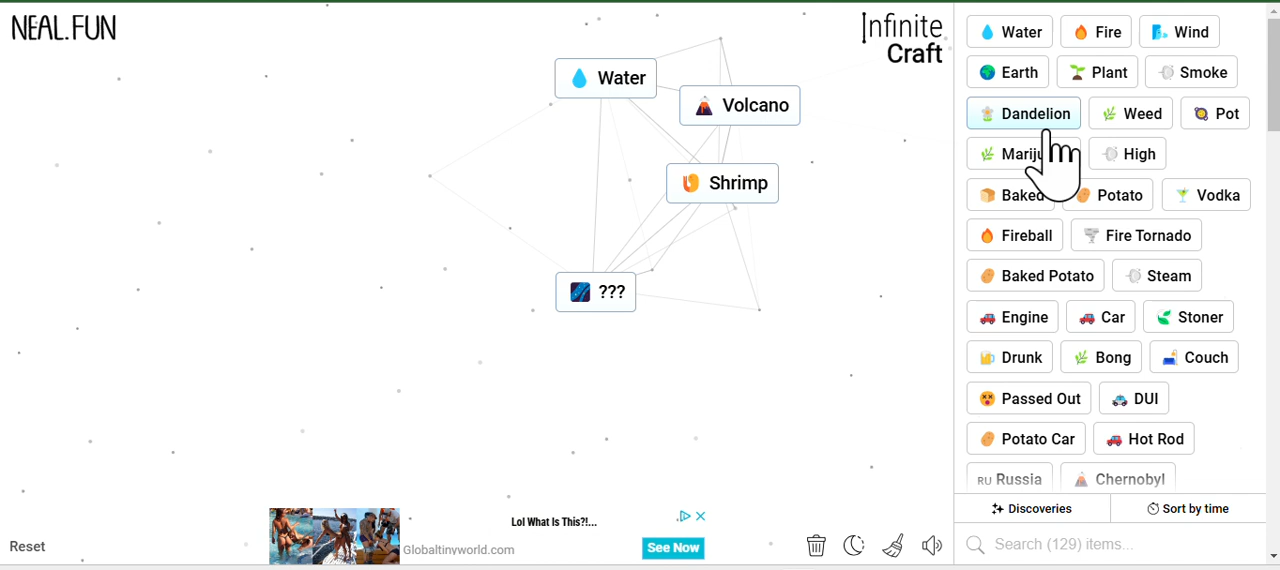 NEAL.FUN
Infinite
Craft
Water
Volcano
Shrimp
???
Water Fire Wind
Earth Plant Smoke
Dandelion Weed Pot
High
Baked Potato Vodka
Fireball Fire Tornado
Baked Potato Steam
Engine Car Stoner
Drunk Bong Couch
Passed Out DUI
Potato Car Hot Rod
RU Russia Chernobyl
Discoveries Sort by time
Search (129) items...
Reset
Lol What Is This?!...
Globaltinyworld.com
See Now